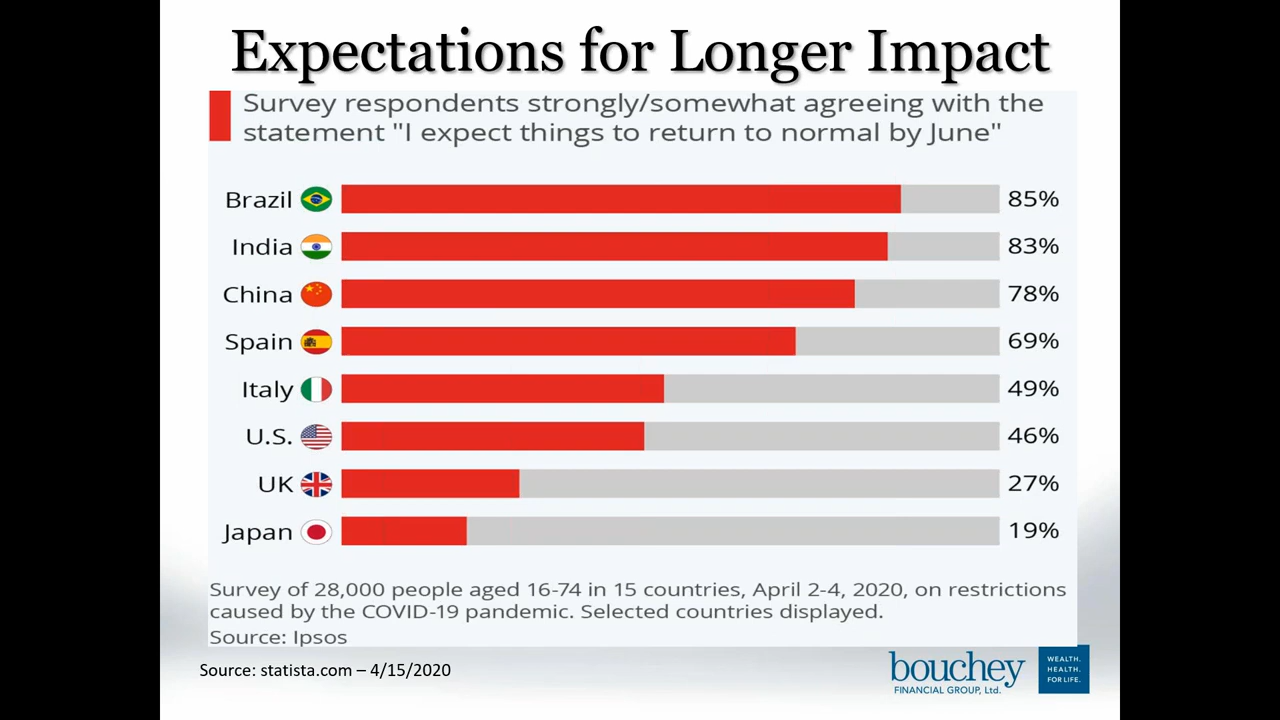 Expectations for Longer Impact
Survey respondents strongly/somewhat agreeing with the
statement "I expect things to return to normal by June"
Brazil 85%
India 83%
China 78%
Spain 69%
Italy 49%
U.S. 46%
UK 27%
Japan 19%
Survey of 28,000 people aged 16-74 in 15 countries, April 2-4, 2020, on restrictions
caused by the COVID-19 pandemic. Selected countries displayed.
Source: Ipsos
Source: statista.com – 4/15/2020
bouchey
FINANCIAL GROUP, Ltd.
WEALTH.
HEALTH.
FOR LIFE.